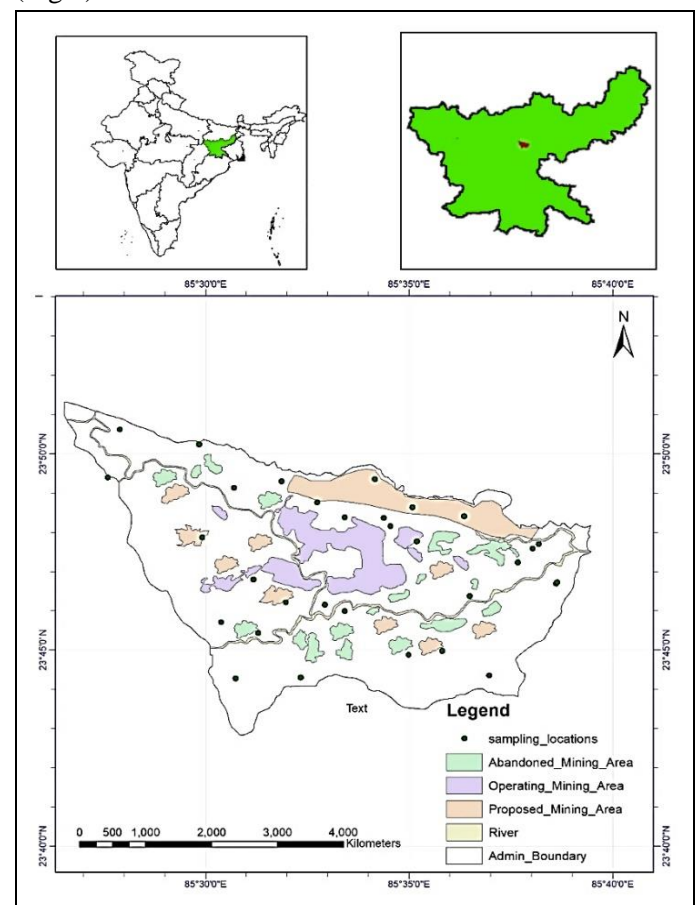 85°30'0"E 85°35'0"E 85°40'0"E
N
23°50'0"N 23°50'0"N
23°45'0"N 23°45'0"N
Text
Legend
sampling_locations
Abandoned_Mining_Area
Operating_Mining_Area
Proposed_Mining_Area
River
Admin_Boundary
0 500 1,000 2,000 3,000 4,000
Kilometers
23°40'0"N 23°40'0"N
85°30'0"E 85°35'0"E 85°40'0"E